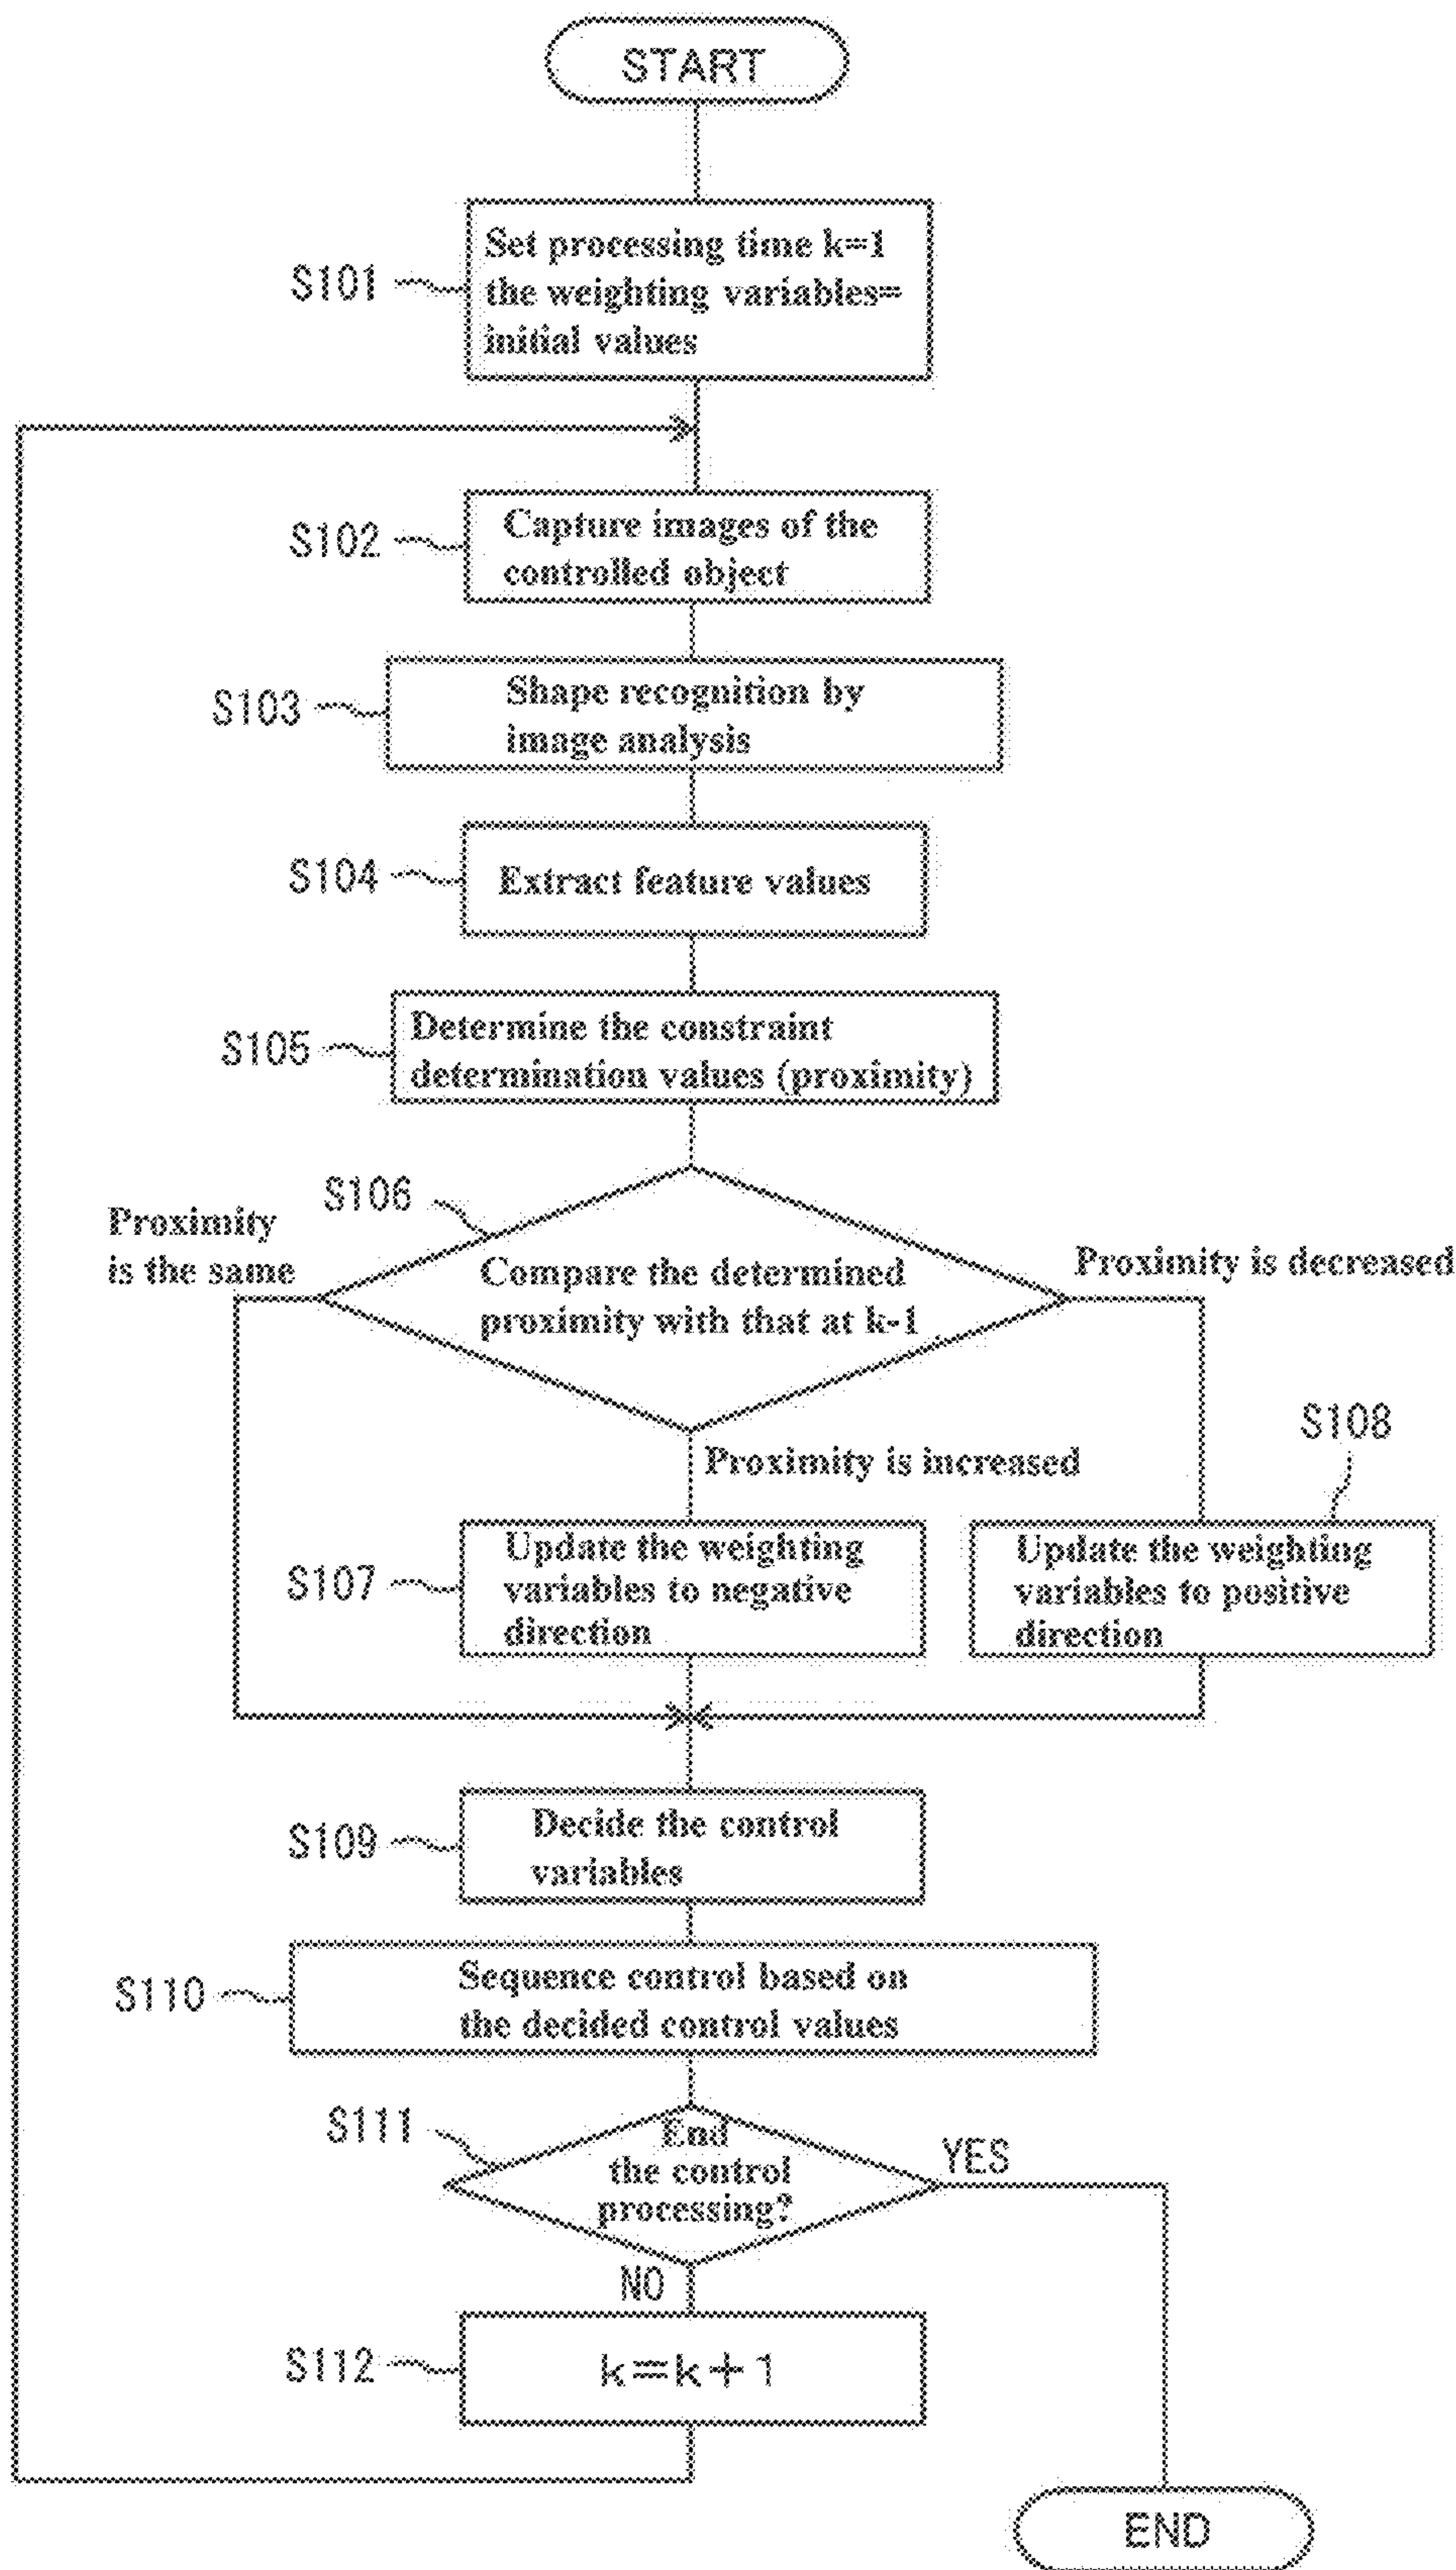 START
S101
Set processing time k=1
the weighting variables=
initial values
S102
Capture images of the
controlled object
S103
Shape recognition by
image analysis
S104
Extract feature values
S105
Determine the constraint
determination values (proximity)
S106
Proximity
is the same
Compare the determined
proximity with that at k-1
Proximity is decreased
Proximity is increased
S107
Update the weighting
variables to negative
direction
S108
Update the weighting
variables to positive
direction
S109
Decide the control
variables
S110
Sequence control based on
the decided control values
S111
End
the control
processing?
YES
NO
S112
k=k+1
END